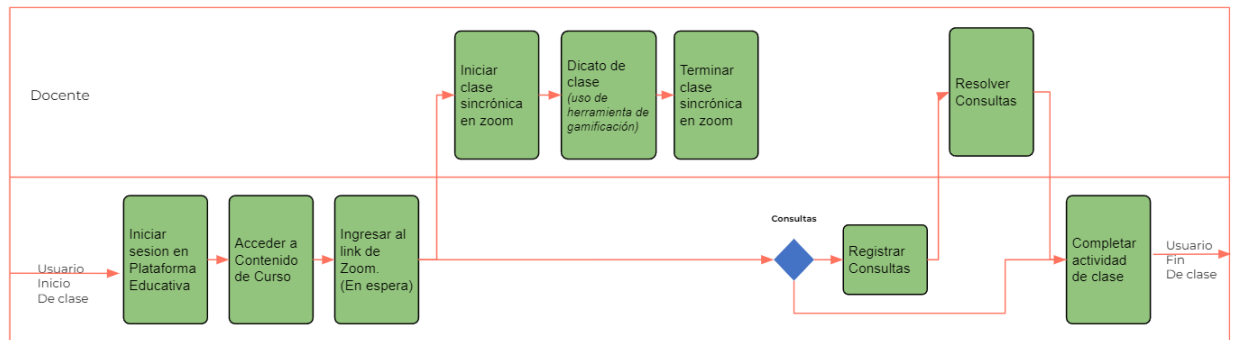 Docente
Iniciar
clase
sincrónica
en zoom
Dicato de
clase
(uso de
herramienta de
gamificación)
Terminar
clase
sincrónica
en zoom
Resolver
Consultas
Usuario
Inicio
De clase
Iniciar
sesion en
Plataforma
Educativa
Acceder a
Contenido
de Curso
Ingresar al
link de
Zoom.
(En espera)
Consultas
Registrar
Consultas
Completar
actividad
de clase
Usuario
Fin
De clase